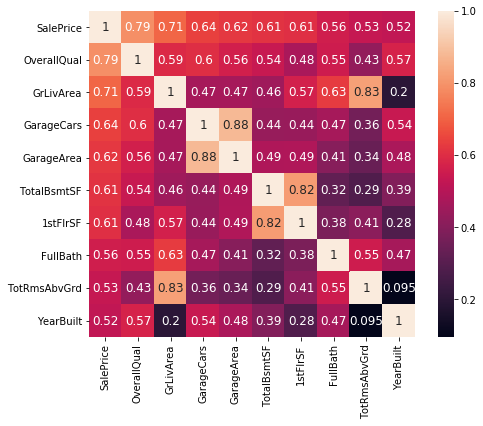 SalePrice 1 0.79 0.71 0.64 0.62 0.61 0.61 0.56 0.53 0.52
OverallQual 0.79 1 0.59 0.6 0.56 0.54 0.48 0.55 0.43 0.57
GrLivArea 0.71 0.59 1 0.47 0.47 0.46 0.57 0.63 0.83 0.2
GarageCars 0.64 0.6 0.47 1 0.88 0.44 0.44 0.47 0.36 0.54
GarageArea 0.62 0.56 0.47 0.88 1 0.49 0.49 0.41 0.34 0.48
TotalBsmtSF 0.61 0.54 0.46 0.44 0.49 1 0.82 0.32 0.29 0.39
1stFlrSF 0.61 0.48 0.57 0.44 0.49 0.82 1 0.38 0.41 0.28
FullBath 0.56 0.55 0.63 0.47 0.41 0.32 0.38 1 0.55 0.47
TotRmsAbvGrd 0.53 0.43 0.83 0.36 0.34 0.29 0.41 0.55 1 0.095
YearBuilt 0.52 0.57 0.2 0.54 0.48 0.39 0.28 0.47 0.095 1
SalePrice
OverallQual
GrLivArea
GarageCars
GarageArea
TotalBsmtSF
1stFlrSF
FullBath
TotRmsAbvGrd
YearBuilt
1.0
0.8
0.6
0.4
0.2